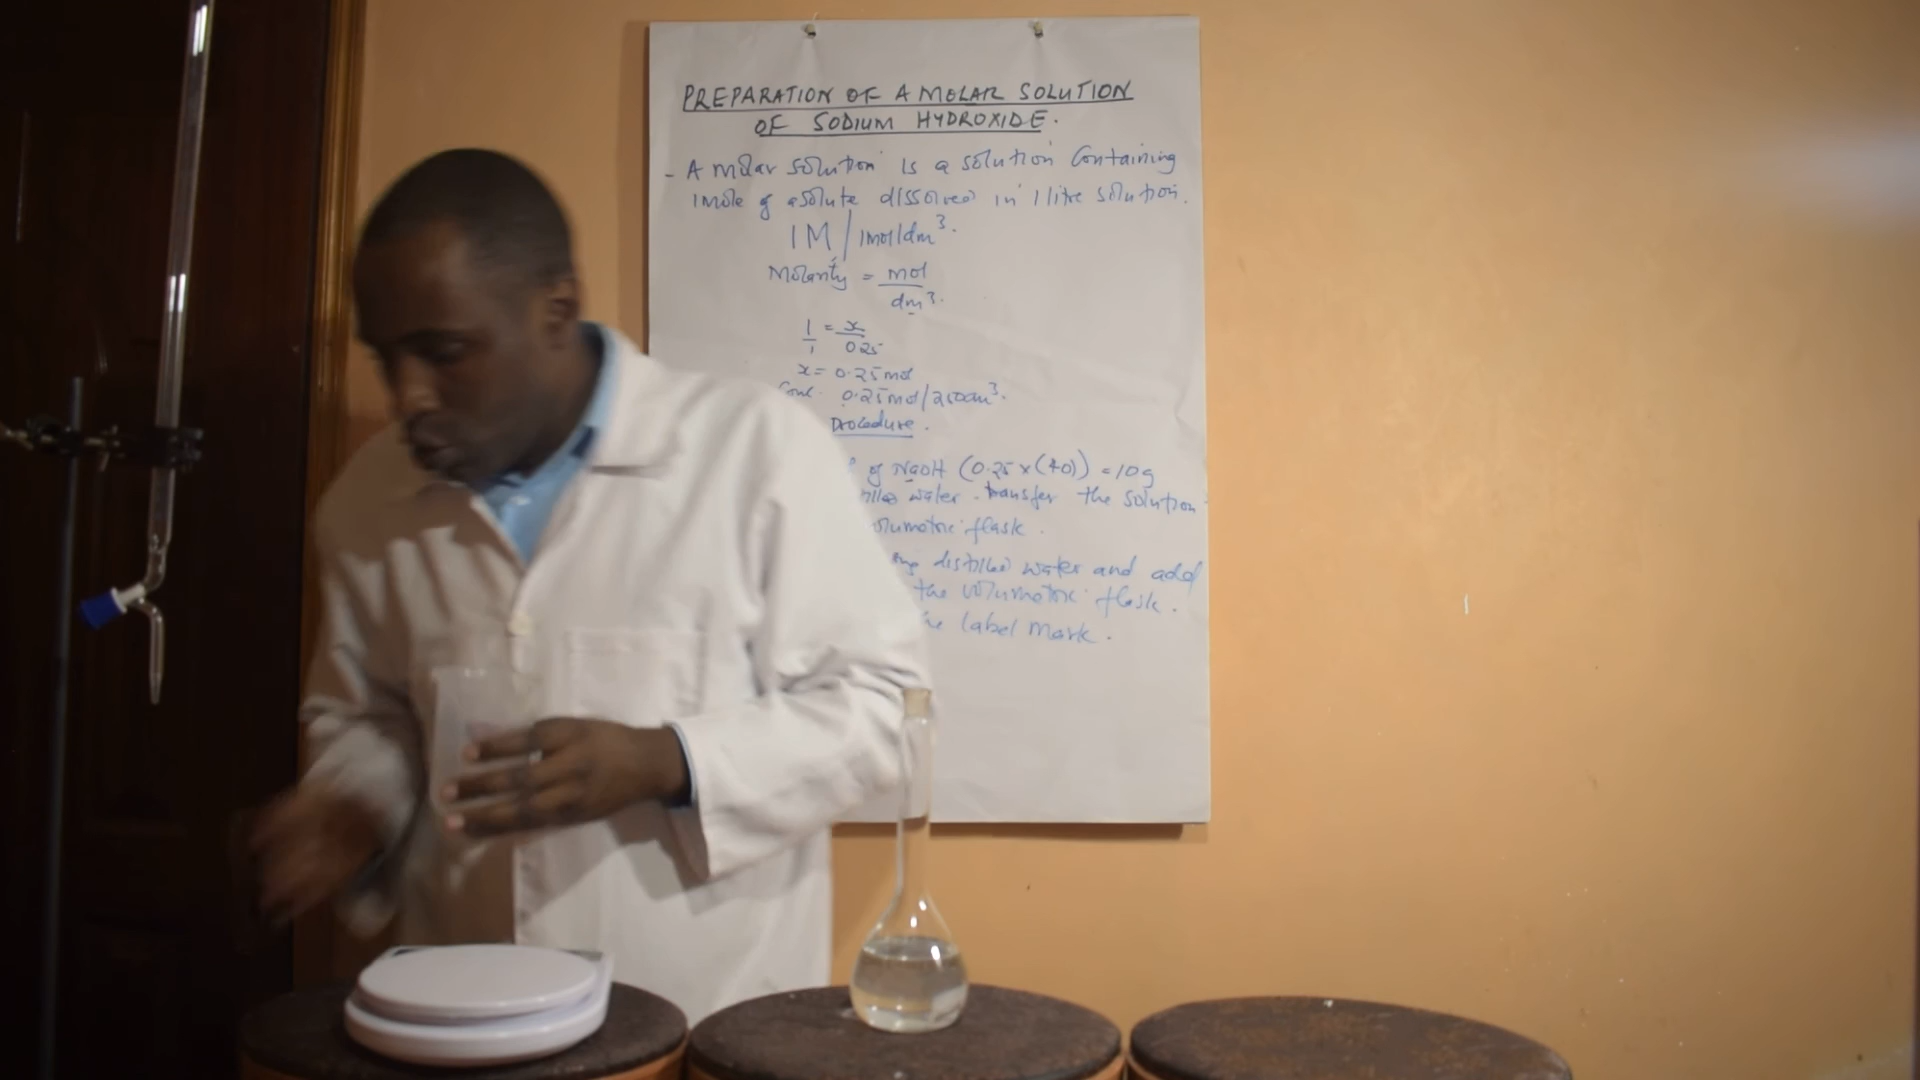 PREPARATION OF A MOLAR SOLUTION
OF SODIUM HYDROXIDE.
- A molar solution is a solution containing
1mole of a solute dissolved in 1 litre solution.
1M / 1mol/dm³.
Molarity = mol
dm³.
1 = x
1 0.25
x = 0.25mol
Conc. 0.25mol/250cm³.
Procedure.
of NaOH (0.25 x (40)) = 10g
water. transfer the solution
volumetric flask.
distilled water and add
the volumetric flask.
label mark.